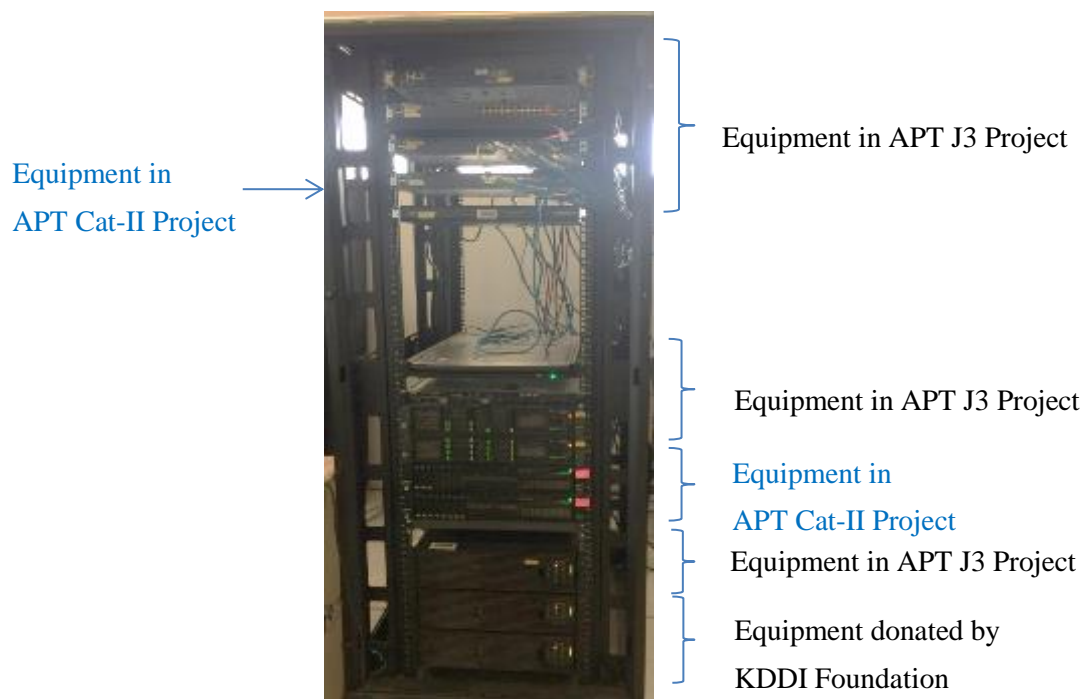 Equipment in APT J3 Project
Equipment in
APT Cat-II Project
Equipment in APT J3 Project
Equipment in
APT Cat-II Project
Equipment in APT J3 Project
Equipment donated by
KDDI Foundation